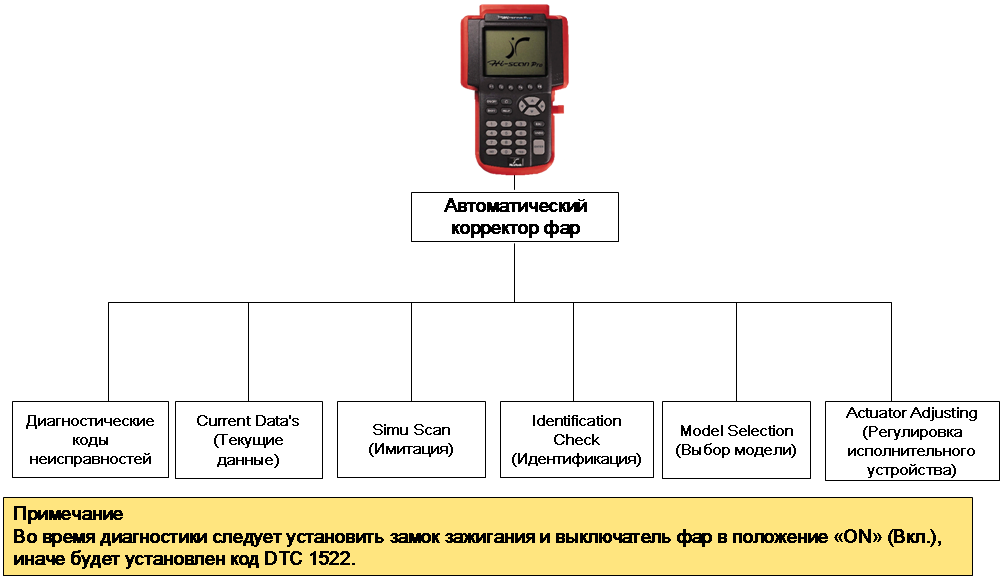 Hi-scan Pro
Автоматический
корректор фар
Диагностические
коды
неисправностей
Current Data's
(Текущие
данные)
Simu Scan
(Имитация)
Identification
Check
(Идентификация)
Model Selection
(Выбор модели)
Actuator Adjusting
(Регулировка
исполнительного
устройства)
Примечание
Во время диагностики следует установить замок зажигания и выключатель фар в положение «ON» (Вкл.),
иначе будет установлен код DTC 1522.